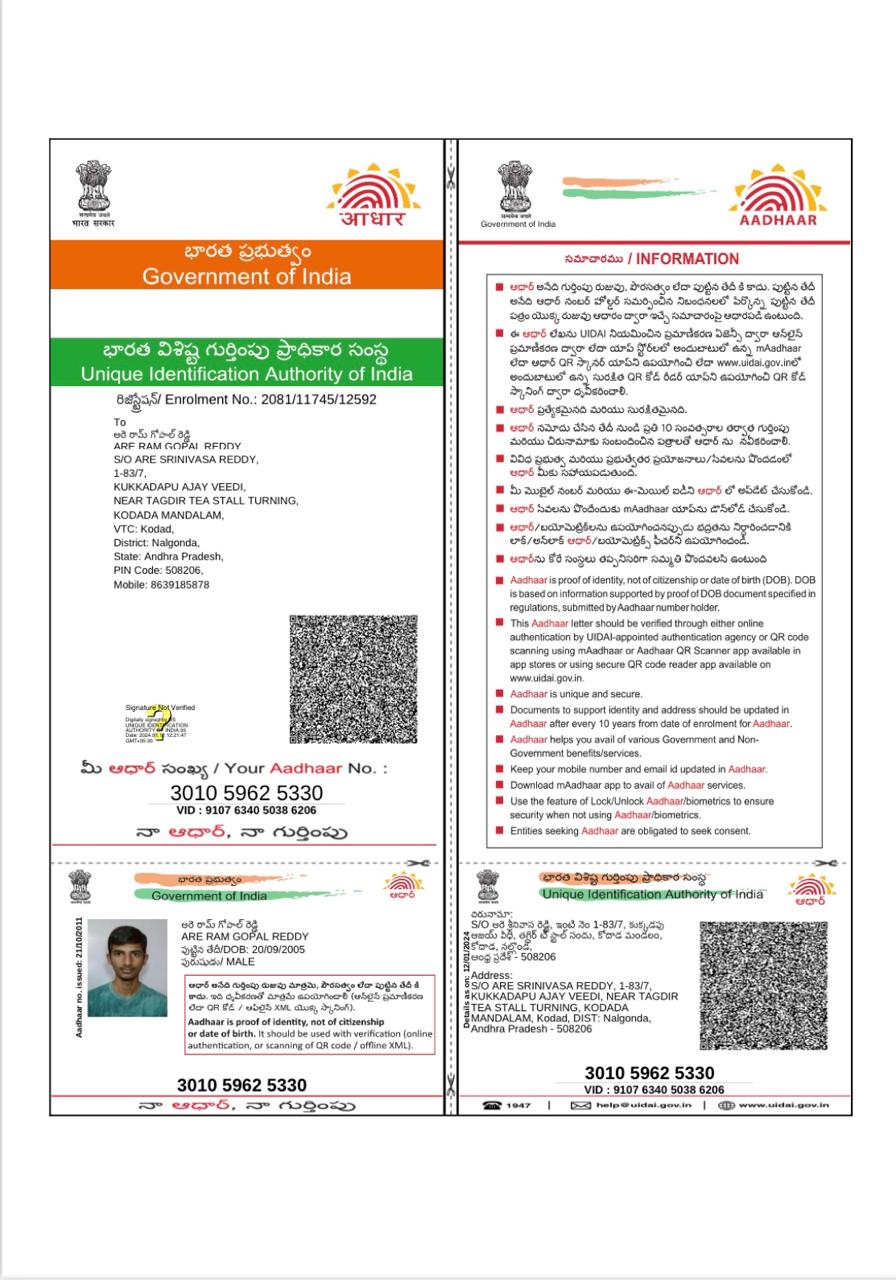 सत्यमेव जयते
भारत सरकार
आधार
భారత ప్రభుత్వం
Government of India
భారత విశిష్ట గుర్తింపు ప్రాధికార సంస్థ
Unique Identification Authority of India
రిజిస్ట్రేషన్/ Enrolment No.: 2081/11745/12592
To
అరె రామ్ గోపాల్ రెడ్డి
ARE RAM GOPAL REDDY
S/O ARE SRINIVASA REDDY,
1-83/7,
KUKKADAPU AJAY VEEDI,
NEAR TAGDIR TEA STALL TURNING,
KODADA MANDALAM,
VTC: Kodad,
District: Nalgonda,
State: Andhra Pradesh,
PIN Code: 508206,
Mobile: 8639185878
Signature Not Verified
Digitally signed by DS
UNIQUE IDENTIFICATION
AUTHORITY OF INDIA 05
GMT+05:30
మీ ఆధార్ సంఖ్య / Your Aadhaar No. :
3010 5962 5330
VID : 9107 6340 5038 6206
నా ఆధార్, నా గుర్తింపు
Government of India
AADHAAR
సమాచారము / INFORMATION
ఆధార్ అనేది గుర్తింపు రుజువు, పౌరసత్వం లేదా పుట్టిన తేదీ కి కాదు. పుట్టిన తేదీ
అనేది ఆధార్ నంబర్ హోల్డర్ సమర్పించిన నిబంధనలలో పేర్కొన్న పుట్టిన తేదీ
పత్రం యొక్క రుజువు ఆధారం ద్వారా ఇచ్చే సమాచారంపై ఆధారపడి ఉంటుంది.
ఈ ఆధార్ లేఖను UIDAI నియమించిన ప్రమాణీకరణ ఏజెన్సీ ద్వారా ఆన్‌లైన్
ప్రమాణీకరణ ద్వారా లేదా యాప్ స్టోర్‌లలో అందుబాటులో ఉన్న mAadhaar
లేదా ఆధార్ QR స్కానర్ యాప్‌ని ఉపయోగించి లేదా www.uidai.gov.inలో
అందుబాటులో ఉన్న సురక్షిత QR కోడ్ రీడర్ యాప్‌ని ఉపయోగించి QR కోడ్
స్కానింగ్ ద్వారా ధృవీకరించాలి.
ఆధార్ ప్రత్యేకమైనది మరియు సురక్షితమైనది.
ఆధార్ నమోదు చేసిన తేదీ నుండి ప్రతి 10 సంవత్సరాల తర్వాత గుర్తింపు
మరియు చిరునామాకు సంబందించిన పత్రాలతో ఆధార్ ను నవీకరించాలి.
వివిధ ప్రభుత్వ మరియు ప్రభుత్వేతర ప్రయోజనాలు/సేవలను పొందడంలో
ఆధార్ మీకు సహాయపడుతుంది.
మీ మొబైల్ నంబర్ మరియు ఈ-మెయిల్ ఐడీని ఆధార్ లో అప్‌డేట్ చేసుకోండి.
ఆధార్ సేవలను పొందేందుకు mAadhaar యాప్‌ను డౌన్‌లోడ్ చేసుకోండి.
ఆధార్/బయోమెట్రిక్‌లను ఉపయోగించనప్పుడు భద్రతను నిర్ధారించడానికి
లాక్/అన్‌లాక్ ఆధార్/బయోమెట్రిక్స్ ఫీచర్‌ని ఉపయోగించండి.
ఆధార్‌ను కోరే సంస్థలు తప్పనిసరిగా సమ్మతి పొందవలసి ఉంటుంది
Aadhaar is proof of identity, not of citizenship or date of birth (DOB). DOB
is based on information supported by proof of DOB document specified in
regulations, submitted by Aadhaar number holder.
This Aadhaar letter should be verified through either online
authentication by UIDAI-appointed authentication agency or QR code
scanning using mAadhaar or Aadhaar QR Scanner app available in
app stores or using secure QR code reader app available on
www.uidai.gov.in.
Aadhaar is unique and secure.
Documents to support identity and address should be updated in
Aadhaar after every 10 years from date of enrolment for Aadhaar.
Aadhaar helps you avail of various Government and Non-
Government benefits/services.
Keep your mobile number and email id updated in Aadhaar.
Download mAadhaar app to avail of Aadhaar services.
Use the feature of Lock/Unlock Aadhaar/biometrics to ensure
security when not using Aadhaar/biometrics.
Entities seeking Aadhaar are obligated to seek consent.
భారత ప్రభుత్వం
Government of India
ఆధార్
Aadhaar no. issued: 21/10/2011
అరె రామ్ గోపాల్ రెడ్డి
ARE RAM GOPAL REDDY
పుట్టిన తేదీ/DOB: 20/09/2005
పురుషుడు/ MALE
ఆధార్ అనేది గుర్తింపు రుజువు మాత్రమె, పౌరసత్వం లేదా పుట్టిన తేదీ కి
కాదు. ఇది ధృవీకరణతో మాత్రమే ఉపయోగించాలి (ఆన్‌లైన్ ప్రమాణీకరణ
లేదా QR కోడ్ / ఆఫ్‌లైన్ XML యొక్క స్కానింగ్).
Aadhaar is proof of identity, not of citizenship
or date of birth. It should be used with verification (online
authentication, or scanning of QR code / offline XML).
3010 5962 5330
నా ఆధార్, నా గుర్తింపు
భారత విశిష్ట గుర్తింపు ప్రాధికార సంస్థ
Unique Identification Authority of India
ఆధార్
Details as on: 12/01/2024
చిరునామా:
S/O అరె శ్రీనివాస రెడ్డి, ఇంటి నెం 1-83/7, కుక్కడపు
అజయ్ వీధి, తగ్దిర్ టీ స్టాల్ సందు, కోదాడ మండలం,
కోదాడ, నల్గొండ,
ఆంధ్ర ప్రదేశ్ - 508206
Address:
S/O ARE SRINIVASA REDDY, 1-83/7,
KUKKADAPU AJAY VEEDI, NEAR TAGDIR
TEA STALL TURNING, KODADA
MANDALAM, Kodad, DIST: Nalgonda,
Andhra Pradesh - 508206
3010 5962 5330
VID : 9107 6340 5038 6206
1947 | help@uidai.gov.in | www.uidai.gov.in